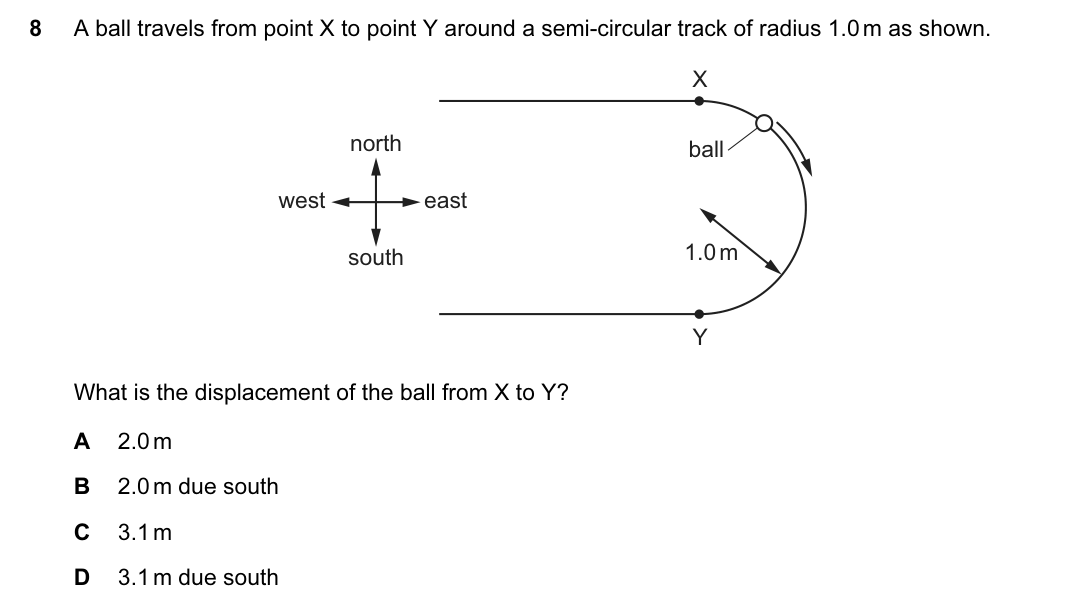 8 A ball travels from point X to point Y around a semi-circular track of radius 1.0 m as shown.
X
north
ball
west
east
1.0 m
south
Y
What is the displacement of the ball from X to Y?
A 2.0 m
B 2.0 m due south
C 3.1 m
D 3.1 m due south